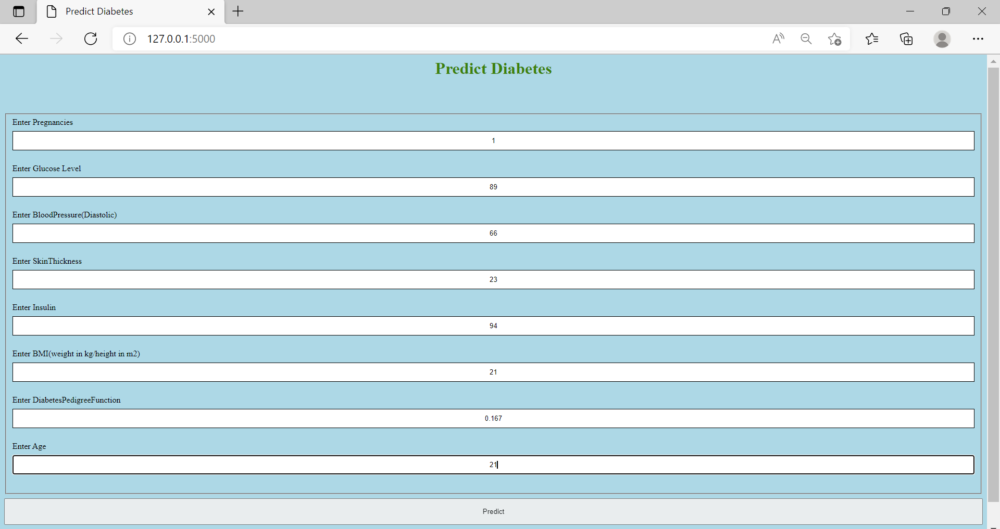 Predict Diabetes
127.0.0.1:5000
Predict Diabetes
Enter Pregnancies
1
Enter Glucose Level
89
Enter BloodPressure(Diastolic)
66
Enter SkinThickness
23
Enter Insulin
94
Enter BMI(weight in kg/height in m2)
21
Enter DiabetesPedigreeFunction
0.167
Enter Age
21
Predict